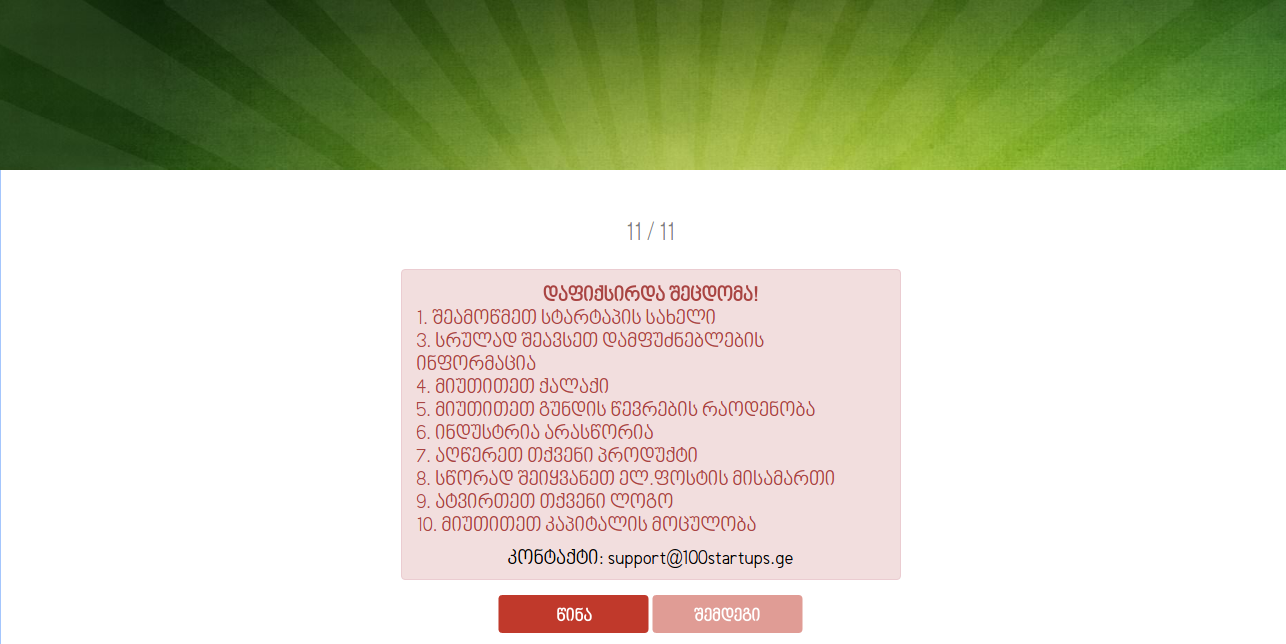 11 / 11
დაფიქსირდა შეცდომა!
1. შეამოწმეთ სტარტაპის სახელი
3. სრულად შეავსეთ დამფუძნებლების
ინფორმაცია
4. მიუთითეთ ქალაქი
5. მიუთითეთ გუნდის წევრების რაოდენობა
6. ინდუსტრია არასწორია
7. აღწერეთ თქვენი პროდუქტი
8. სწორად შეიყვანეთ ელ.ფოსტის მისამართი
9. ატვირთეთ თქვენი ლოგო
10. მიუთითეთ კაპიტალის მოცულობა
კონტაქტი: support@100startups.ge
წინა შემდეგი